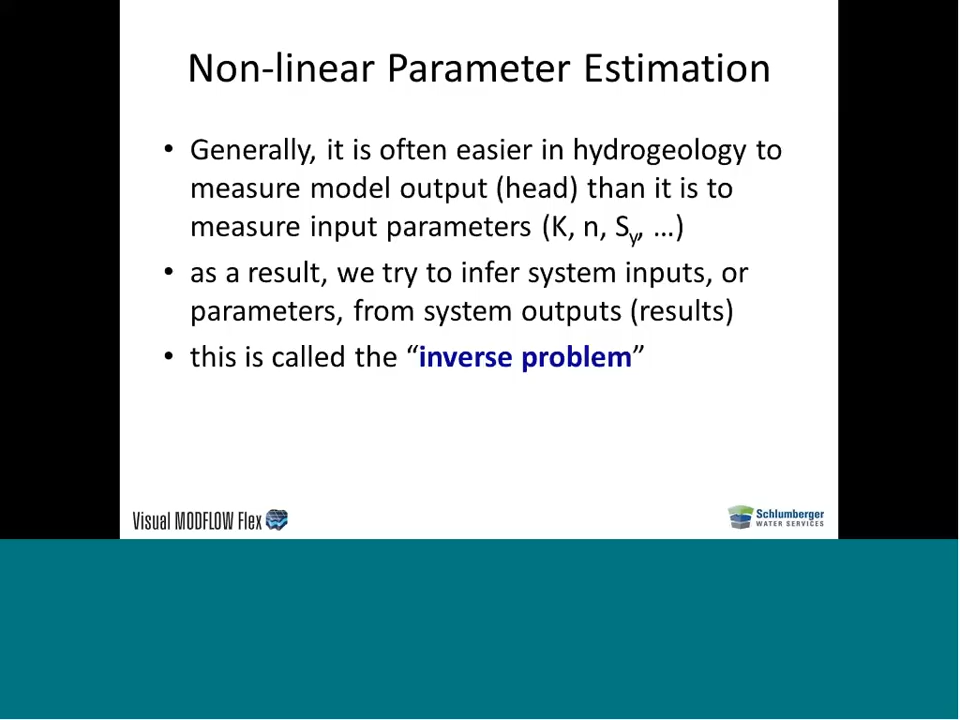 Non-linear Parameter Estimation
• Generally, it is often easier in hydrogeology to
measure model output (head) than it is to
measure input parameters (K, n, Sy, …)
• as a result, we try to infer system inputs, or
parameters, from system outputs (results)
• this is called the “inverse problem”
Visual MODFLOW Flex
Schlumberger
WATER SERVICES